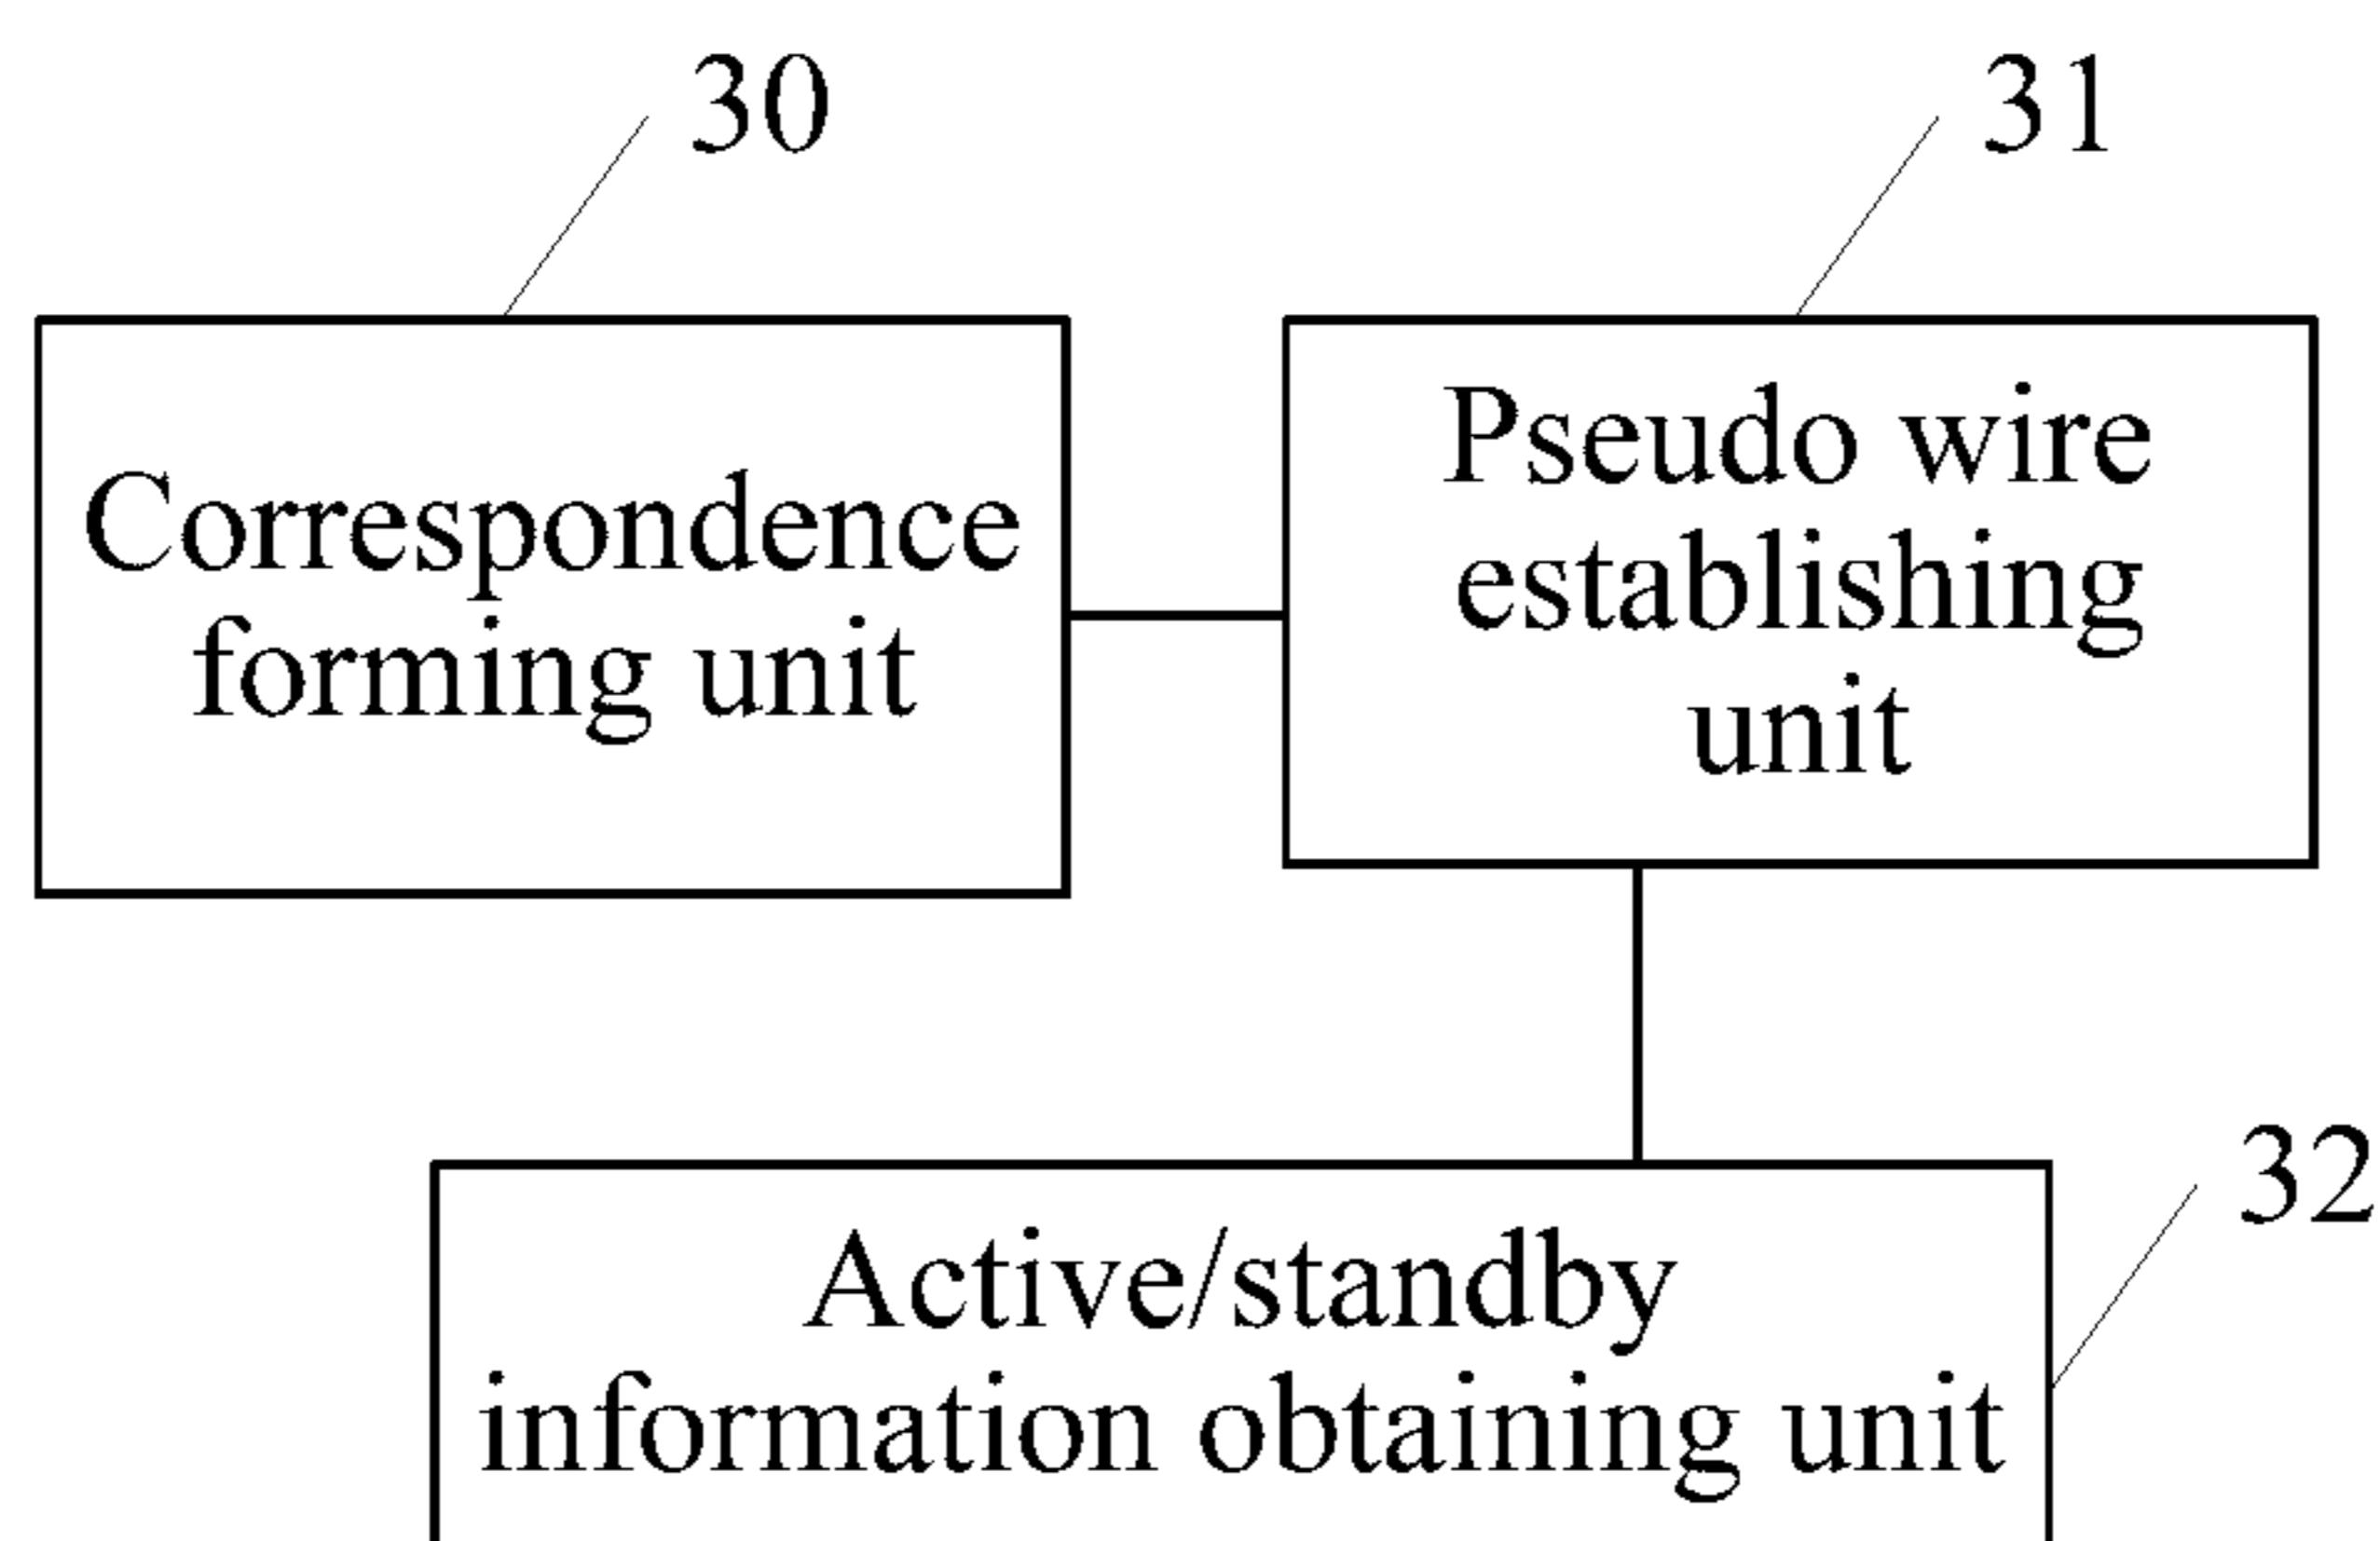 30
31
Correspondence
forming unit
Pseudo wire
establishing
unit
32
Active/standby
information obtaining unit